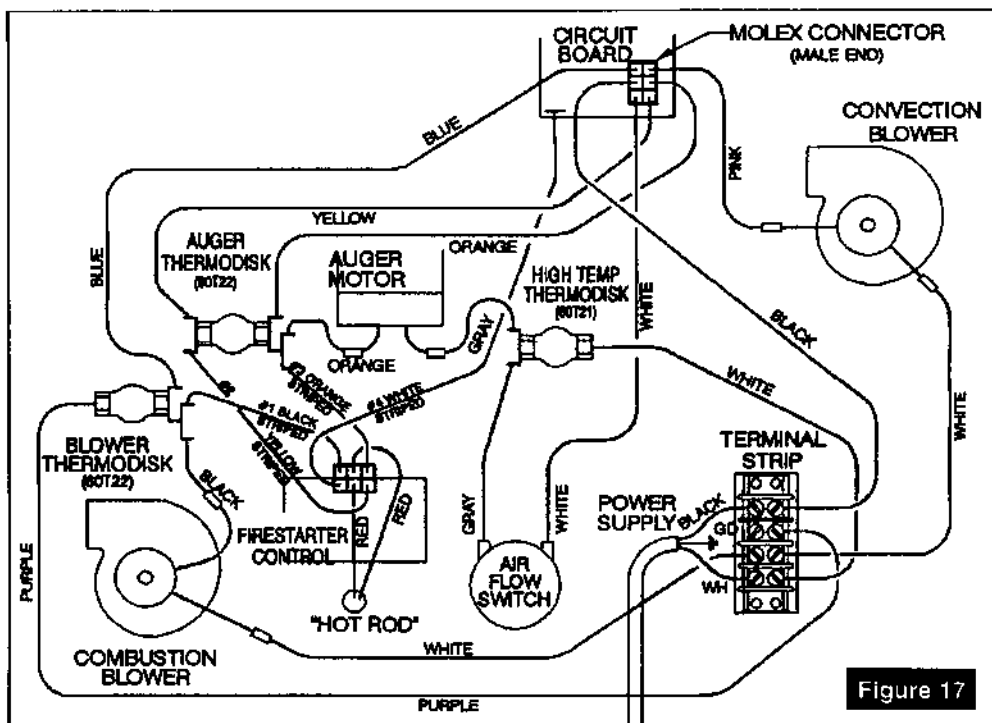 CIRCUIT
BOARD
MOLEX CONNECTOR
(MALE END)
CONVECTION
BLOWER
BLUE
PINK
YELLOW
ORANGE
BLUE
AUGER
THERMODISK
(60T22)
AUGER
MOTOR
HIGH TEMP
THERMODISK
(60T21)
WHITE
GRAY
BLACK
ORANGE
WHITE
WHITE
#2
#3 ORANGE
STRIPED
#4 WHITE
STRIPED
#1 BLACK
STRIPED
YELLOW
STRIPED
BLOWER
THERMODISK
(60T22)
BLACK
TERMINAL
STRIP
POWER
SUPPLY
BLACK
GD
WH
FIRESTARTER
CONTROL
RED
RED
GRAY
WHITE
AIR
FLOW
SWITCH
"HOT ROD"
PURPLE
COMBUSTION
BLOWER
WHITE
PURPLE
Figure 17